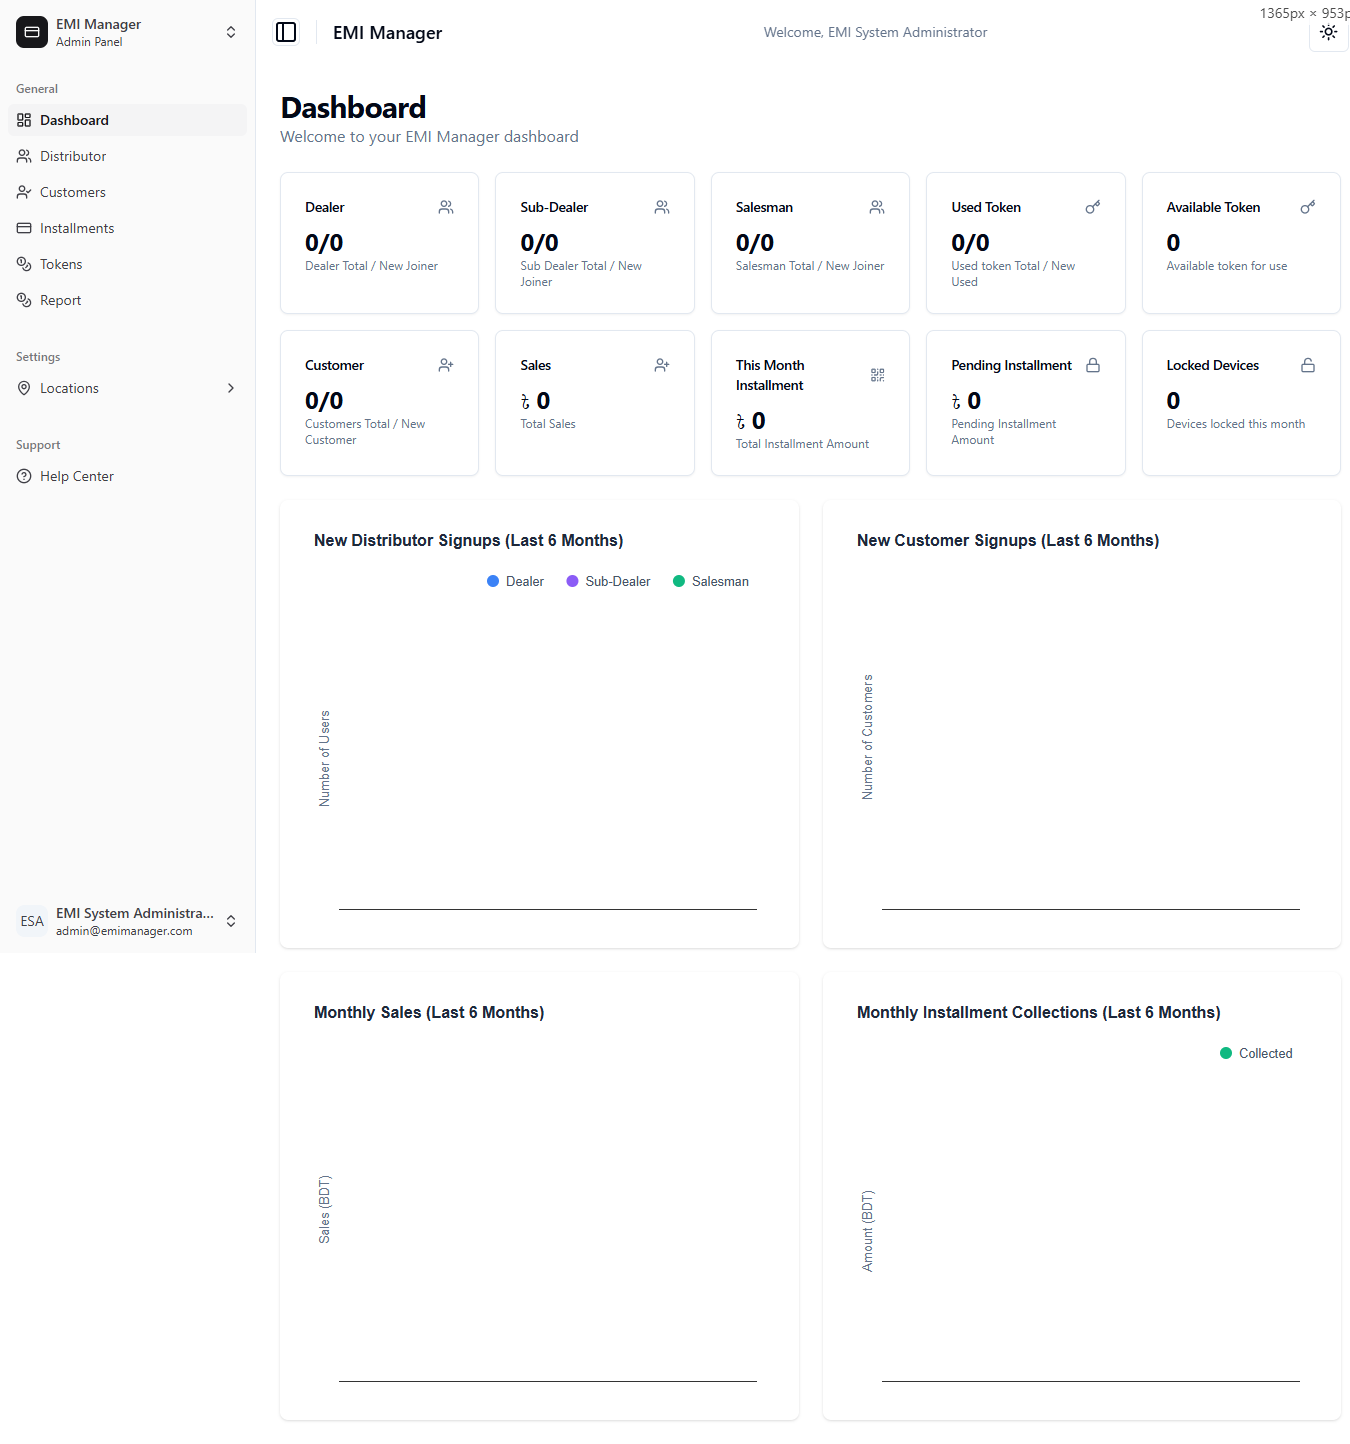 EMI Manager
Admin Panel
General
Dashboard
Distributor
Customers
Installments
Tokens
Report
Settings
Locations
Support
Help Center
ESA
EMI System Administra...
admin@emimanager.com
EMI Manager
Welcome, EMI System Administrator
1365px × 953p
Dashboard
Welcome to your EMI Manager dashboard
Dealer
0/0
Dealer Total / New Joiner
Sub-Dealer
0/0
Sub Dealer Total / New
Joiner
Salesman
0/0
Salesman Total / New Joiner
Used Token
0/0
Used token Total / New
Used
Available Token
0
Available token for use
Customer
0/0
Customers Total / New
Customer
Sales
৳ 0
Total Sales
This Month
Installment
৳ 0
Total Installment Amount
Pending Installment
৳ 0
Pending Installment
Amount
Locked Devices
0
Devices locked this month
New Distributor Signups (Last 6 Months)
Dealer
Sub-Dealer
Salesman
Number of Users
New Customer Signups (Last 6 Months)
Number of Customers
Monthly Sales (Last 6 Months)
Sales (BDT)
Monthly Installment Collections (Last 6 Months)
Collected
Amount (BDT)